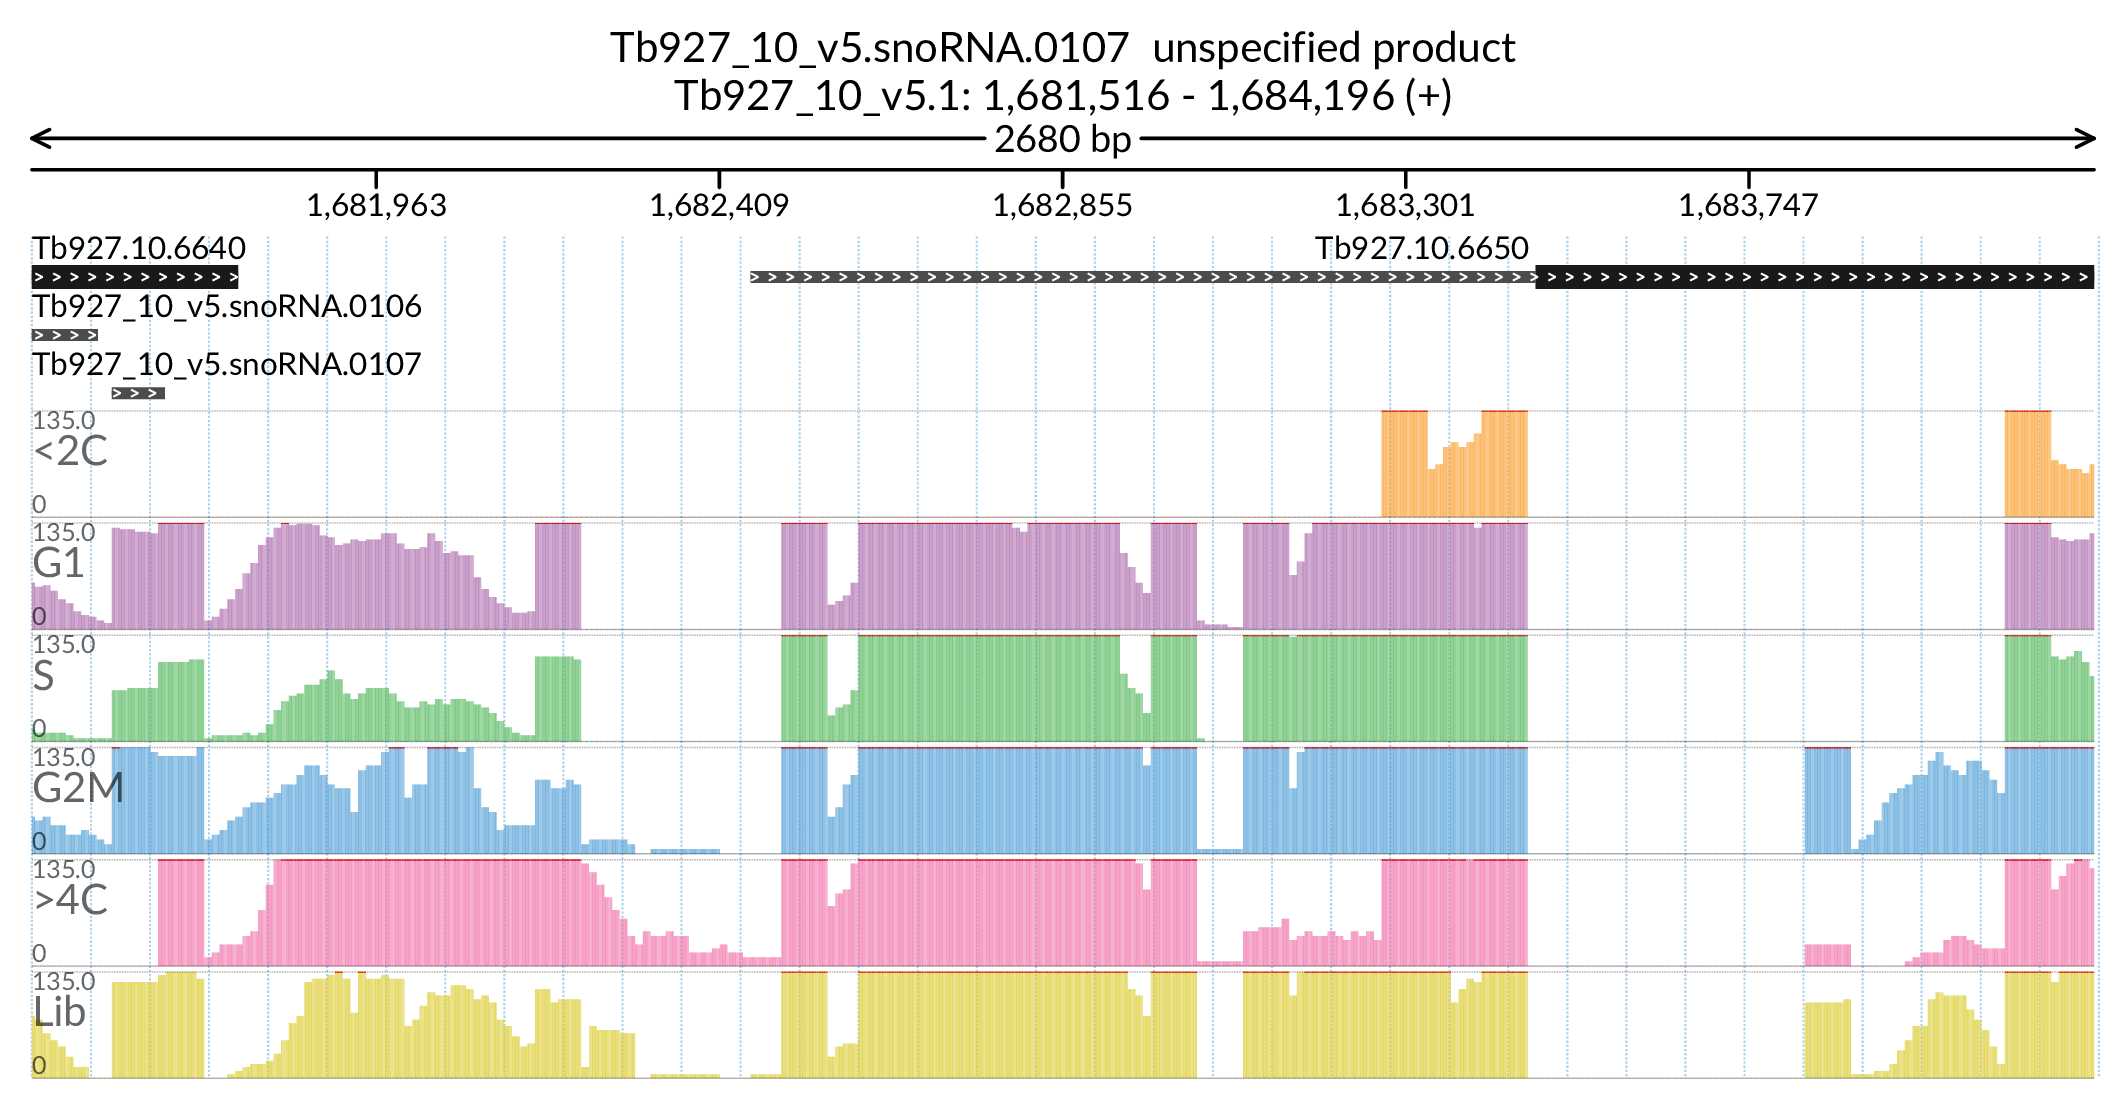 Tb927_10_v5.snoRNA.0107 unspecified product
Tb927_10_v5.1: 1,681,516 - 1,684,196 (+)
2680 bp
1,681,963 1,682,409 1,682,855 1,683,301 1,683,747
Tb927.10.6640 Tb927.10.6650
Tb927_10_v5.snoRNA.0106
Tb927_10_v5.snoRNA.0107
135.0
<2C
0
135.0
G1
0
135.0
S
0
135.0
G2M
0
135.0
>4C
0
135.0
Lib
0